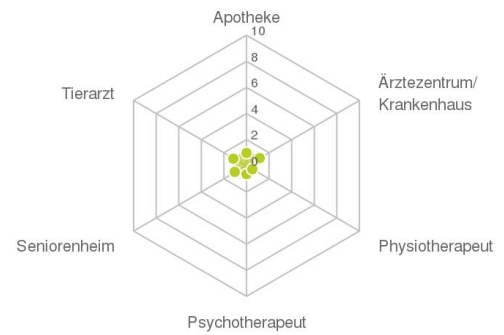 Apotheke
10
8
6
4
2
0
Tierarzt
Ärztezentrum/
Krankenhaus
Seniorenheim
Physiotherapeut
Psychotherapeut